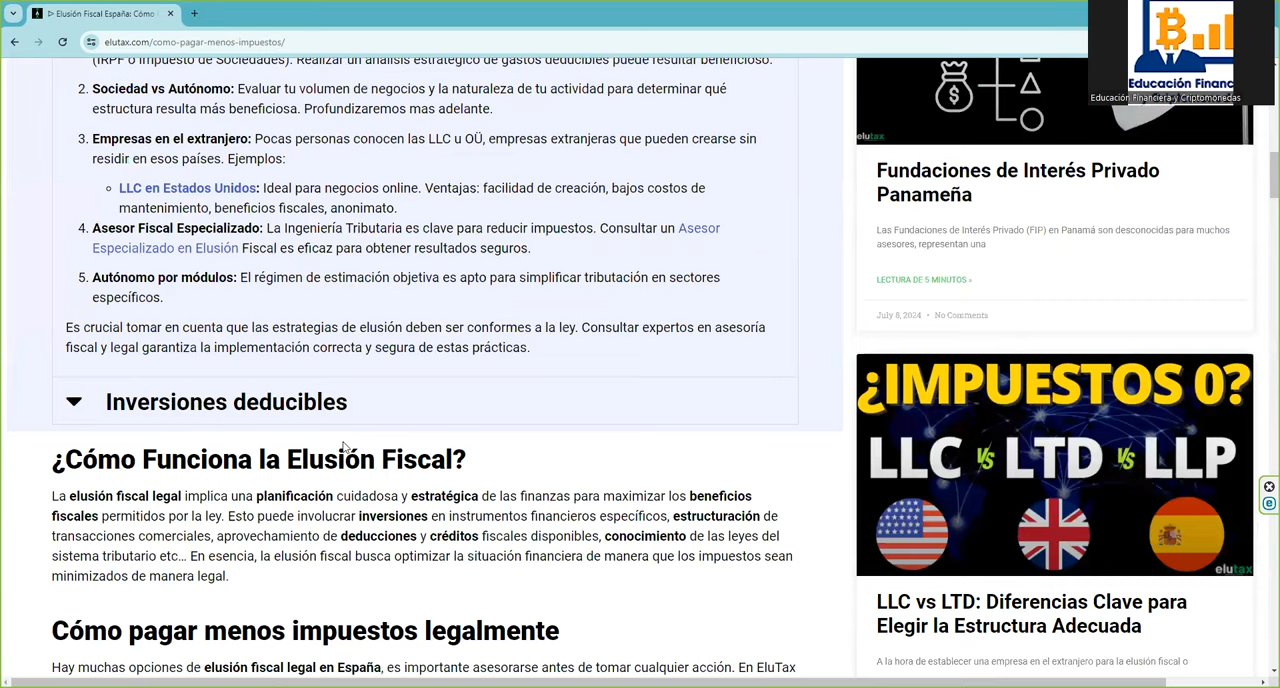 ▷ Elusión Fiscal España: Cómo
elutax.com/como-pagar-menos-impuestos/
Educación Financ
Educación Financiera y Criptomonedas
(IRPF o Impuesto de Sociedades). Realizar un análisis estratégico de gastos deducibles puede resultar beneficioso.
2. Sociedad vs Autónomo: Evaluar tu volumen de negocios y la naturaleza de tu actividad para determinar qué
estructura resulta más beneficiosa. Profundizaremos mas adelante.
3. Empresas en el extranjero: Pocas personas conocen las LLC u OÜ, empresas extranjeras que pueden crearse sin
residir en esos países. Ejemplos:
LLC en Estados Unidos: Ideal para negocios online. Ventajas: facilidad de creación, bajos costos de
mantenimiento, beneficios fiscales, anonimato.
4. Asesor Fiscal Especializado: La Ingeniería Tributaria es clave para reducir impuestos. Consultar un Asesor
Especializado en Elusión Fiscal es eficaz para obtener resultados seguros.
5. Autónomo por módulos: El régimen de estimación objetiva es apto para simplificar tributación en sectores
específicos.
Es crucial tomar en cuenta que las estrategias de elusión deben ser conformes a la ley. Consultar expertos en asesoría
fiscal y legal garantiza la implementación correcta y segura de estas prácticas.
Inversiones deducibles
¿Cómo Funciona la Elusión Fiscal?
La elusión fiscal legal implica una planificación cuidadosa y estratégica de las finanzas para maximizar los beneficios
fiscales permitidos por la ley. Esto puede involucrar inversiones en instrumentos financieros específicos, estructuración de
transacciones comerciales, aprovechamiento de deducciones y créditos fiscales disponibles, conocimiento de las leyes del
sistema tributario etc... En esencia, la elusión fiscal busca optimizar la situación financiera de manera que los impuestos sean
minimizados de manera legal.
Cómo pagar menos impuestos legalmente
Hay muchas opciones de elusión fiscal legal en España, es importante asesorarse antes de tomar cualquier acción. En EluTax
elutax
Fundaciones de Interés Privado
Panameña
Las Fundaciones de Interés Privado (FIP) en Panamá son desconocidas para muchos
asesores, representan una
LECTURA DE 5 MINUTOS »
July 8, 2024 • No Comments
¿IMPUESTOS 0?
LLC VS LTD VS LLP
elutax
LLC vs LTD: Diferencias Clave para
Elegir la Estructura Adecuada
A la hora de establecer una empresa en el extranjero para la elusión fiscal o